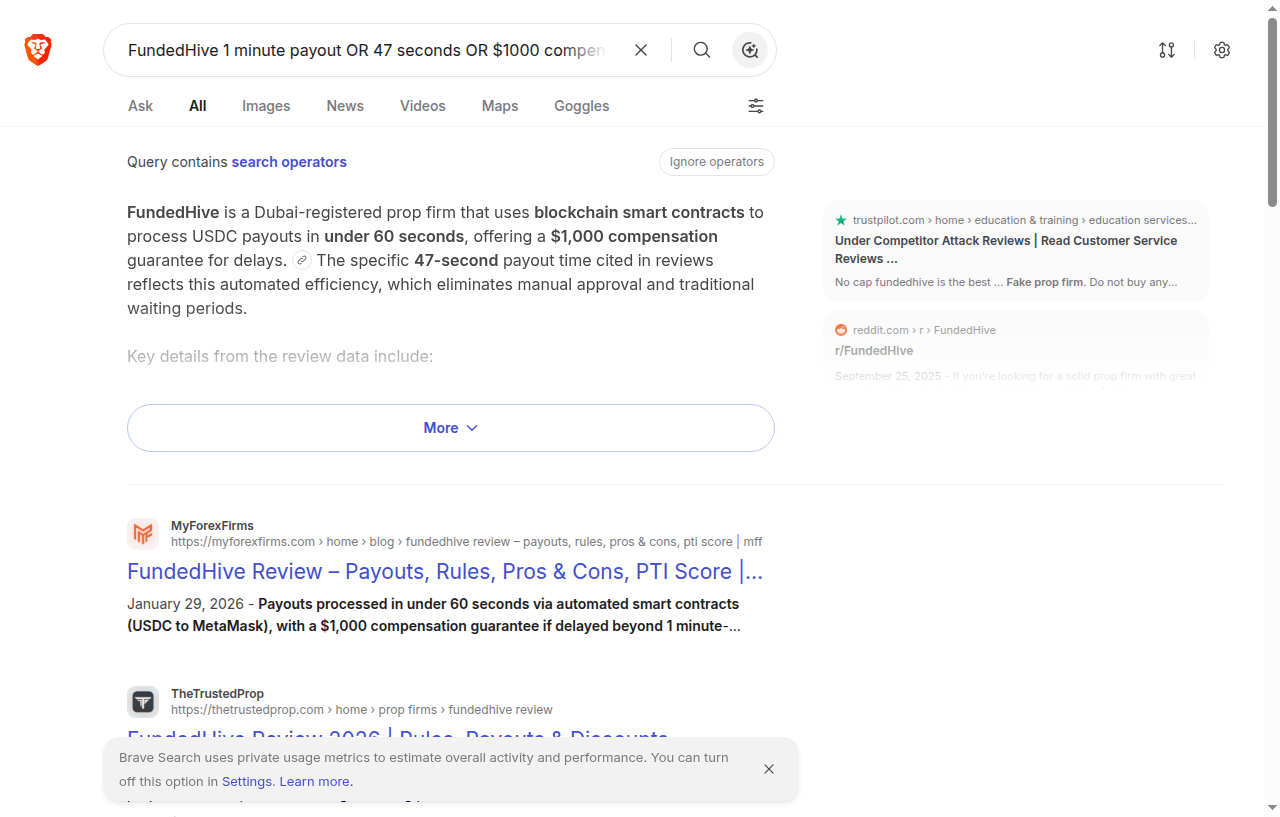 FundedHive 1 minute payout OR 47 seconds OR $1000 compen
Ask
All
Images
News
Videos
Maps
Goggles
Query contains search operators
Ignore operators
FundedHive is a Dubai-registered prop firm that uses blockchain smart contracts to
process USDC payouts in under 60 seconds, offering a $1,000 compensation
guarantee for delays. The specific 47-second payout time cited in reviews
reflects this automated efficiency, which eliminates manual approval and traditional
waiting periods.
Key details from the review data include:
More
trustpilot.com › home › education & training › education services...
Under Competitor Attack Reviews | Read Customer Service
Reviews ...
No cap fundedhive is the best ... Fake prop firm. Do not buy any...
reddit.com › r › FundedHive
r/FundedHive
September 25, 2025 - If you're looking for a solid prop firm with great
MyForexFirms
https://myforexfirms.com › home › blog › fundedhive review – payouts, rules, pros & cons, pti score | mff
FundedHive Review – Payouts, Rules, Pros & Cons, PTI Score |...
January 29, 2026 - Payouts processed in under 60 seconds via automated smart contracts
(USDC to MetaMask), with a $1,000 compensation guarantee if delayed beyond 1 minute-...
TheTrustedProp
https://thetrustedprop.com › home › prop firms › fundedhive review
FundedHive Review 2026 | Rules, Payouts & Discounts
Brave Search uses private usage metrics to estimate overall activity and performance. You can turn
off this option in Settings. Learn more.